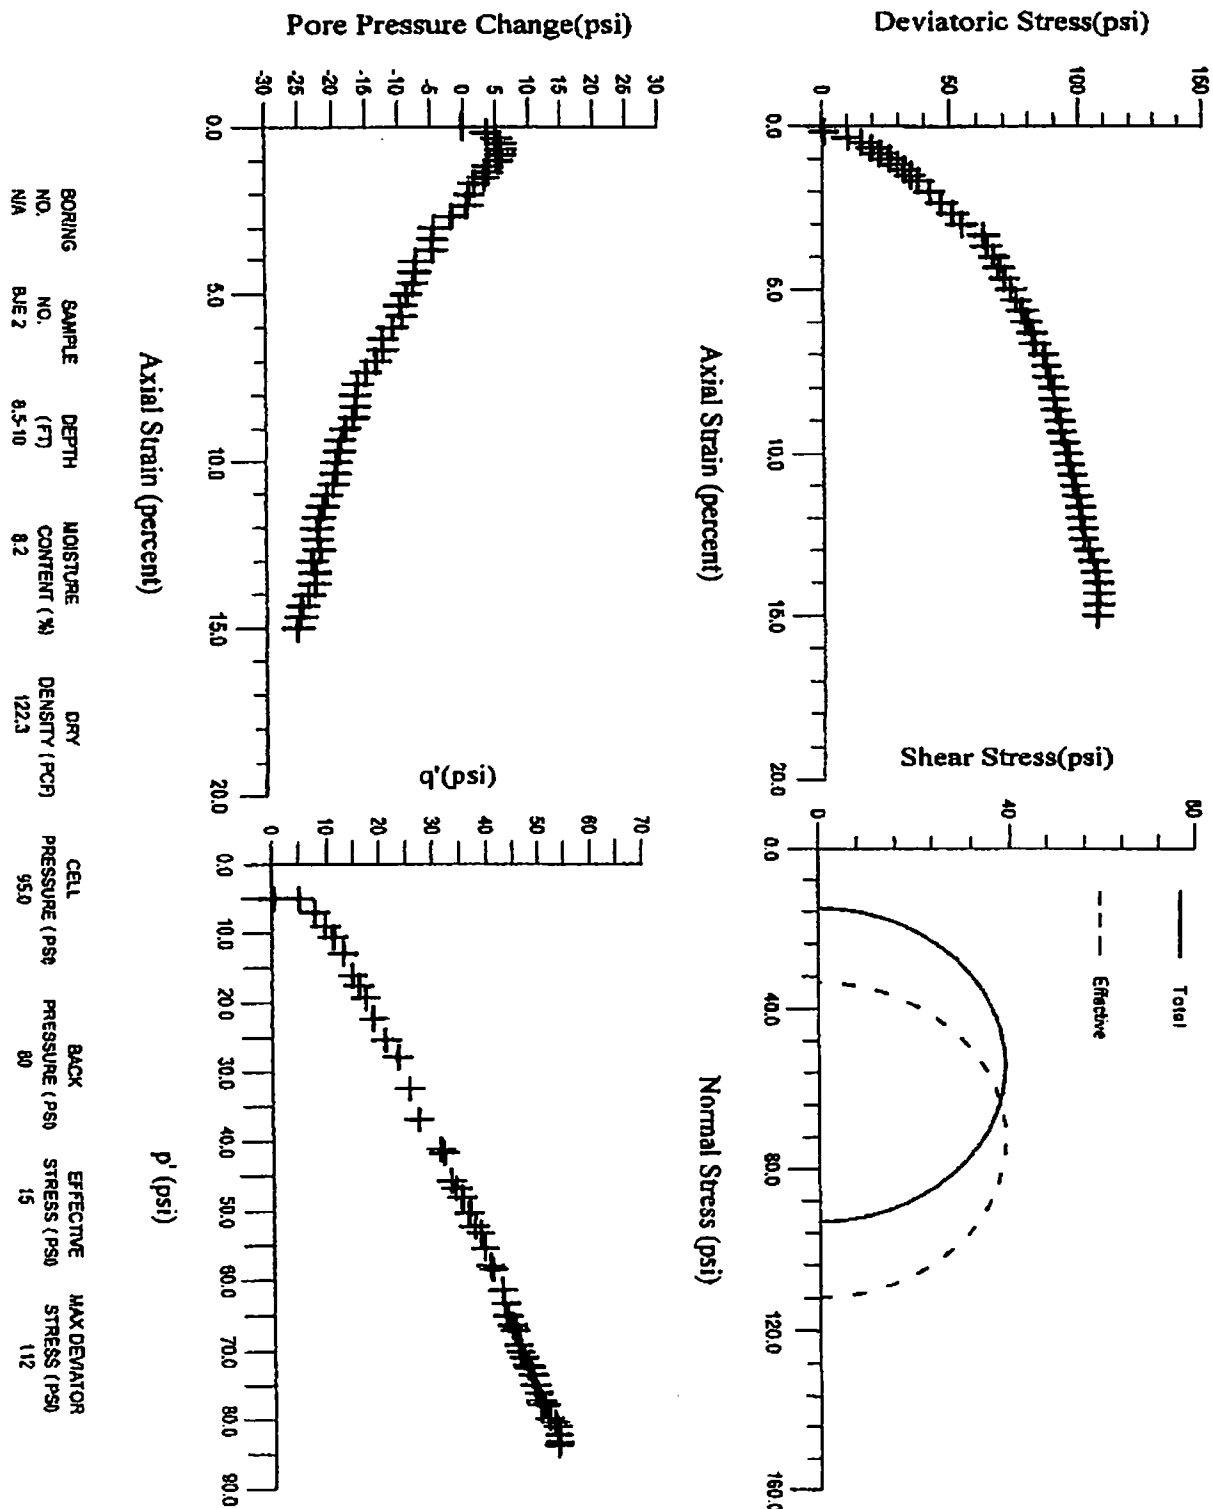 Deviatoric Stress(psi)
150
100
50
0
0.0 5.0 10.0 15.0 20.0
Axial Strain (percent)
Total
Effective
Shear Stress(psi)
80
40
0
0.0 40.0 80.0 120.0 160.0
Normal Stress (psi)
Pore Pressure Change(psi)
30
25
20
15
10
5
0
-5
-10
-15
-20
-25
-30
0.0 5.0 10.0 15.0 20.0
Axial Strain (percent)
q'(psi)
70
60
50
40
30
20
10
0
0.0 10.0 20.0 30.0 40.0 50.0 60.0 70.0 80.0 90.0
p' (psi)
BORING SAMPLE DEPTH MOISTURE DRY CELL BACK EFFECTIVE MAX DEVIATOR
NO. NO. (FT) CONTENT (%) DENSITY (PCF) PRESSURE (PSI) PRESSURE (PSI) STRESS (PSI) STRESS (PSI)
N/A BJE 2 8.5-10 8.2 122.3 95.0 80 15 112